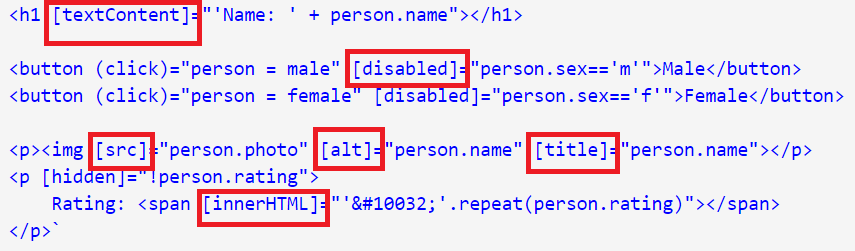 <h1 [textContent]="'Name: ' + person.name"></h1>
<button (click)="person = male" [disabled]="person.sex=='m'">Male</button>
<button (click)="person = female" [disabled]="person.sex=='f'">Female</button>
<p><img [src]="person.photo" [alt]="person.name" [title]="person.name"></p>
<p [hidden]="!person.rating">
Rating: <span [innerHTML]="'&#10032;'.repeat(person.rating)"></span>
</p>`